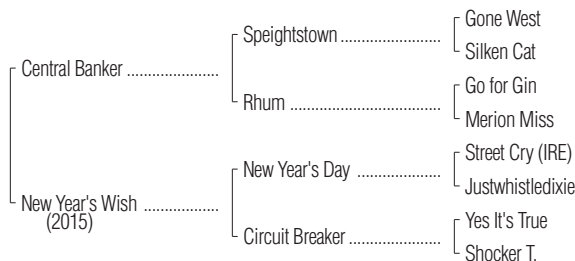 Gone West
Speightstown
Silken Cat
Central Banker
Go for Gin
Rhum
Merion Miss
Street Cry (IRE)
New Year's Day
Justwhistledixie
New Year's Wish
(2015)
Yes It's True
Circuit Breaker
Shocker T.